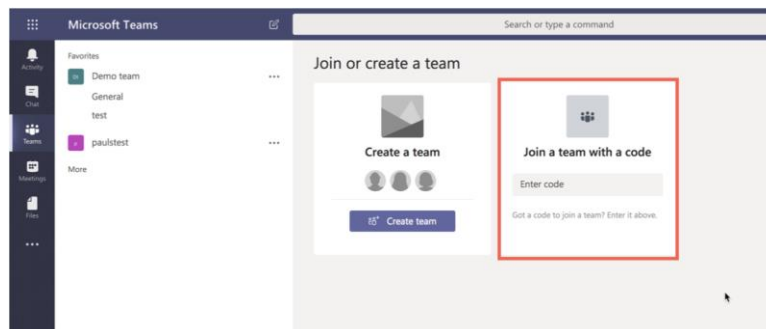 Microsoft Teams
Search or type a command
Activity
Chat
Teams
Meetings
Files
Favorites
Demo team
General
test
paulstest
More
Join or create a team
Create a team
Create team
Join a team with a code
Enter code
Got a code to join a team? Enter it above.